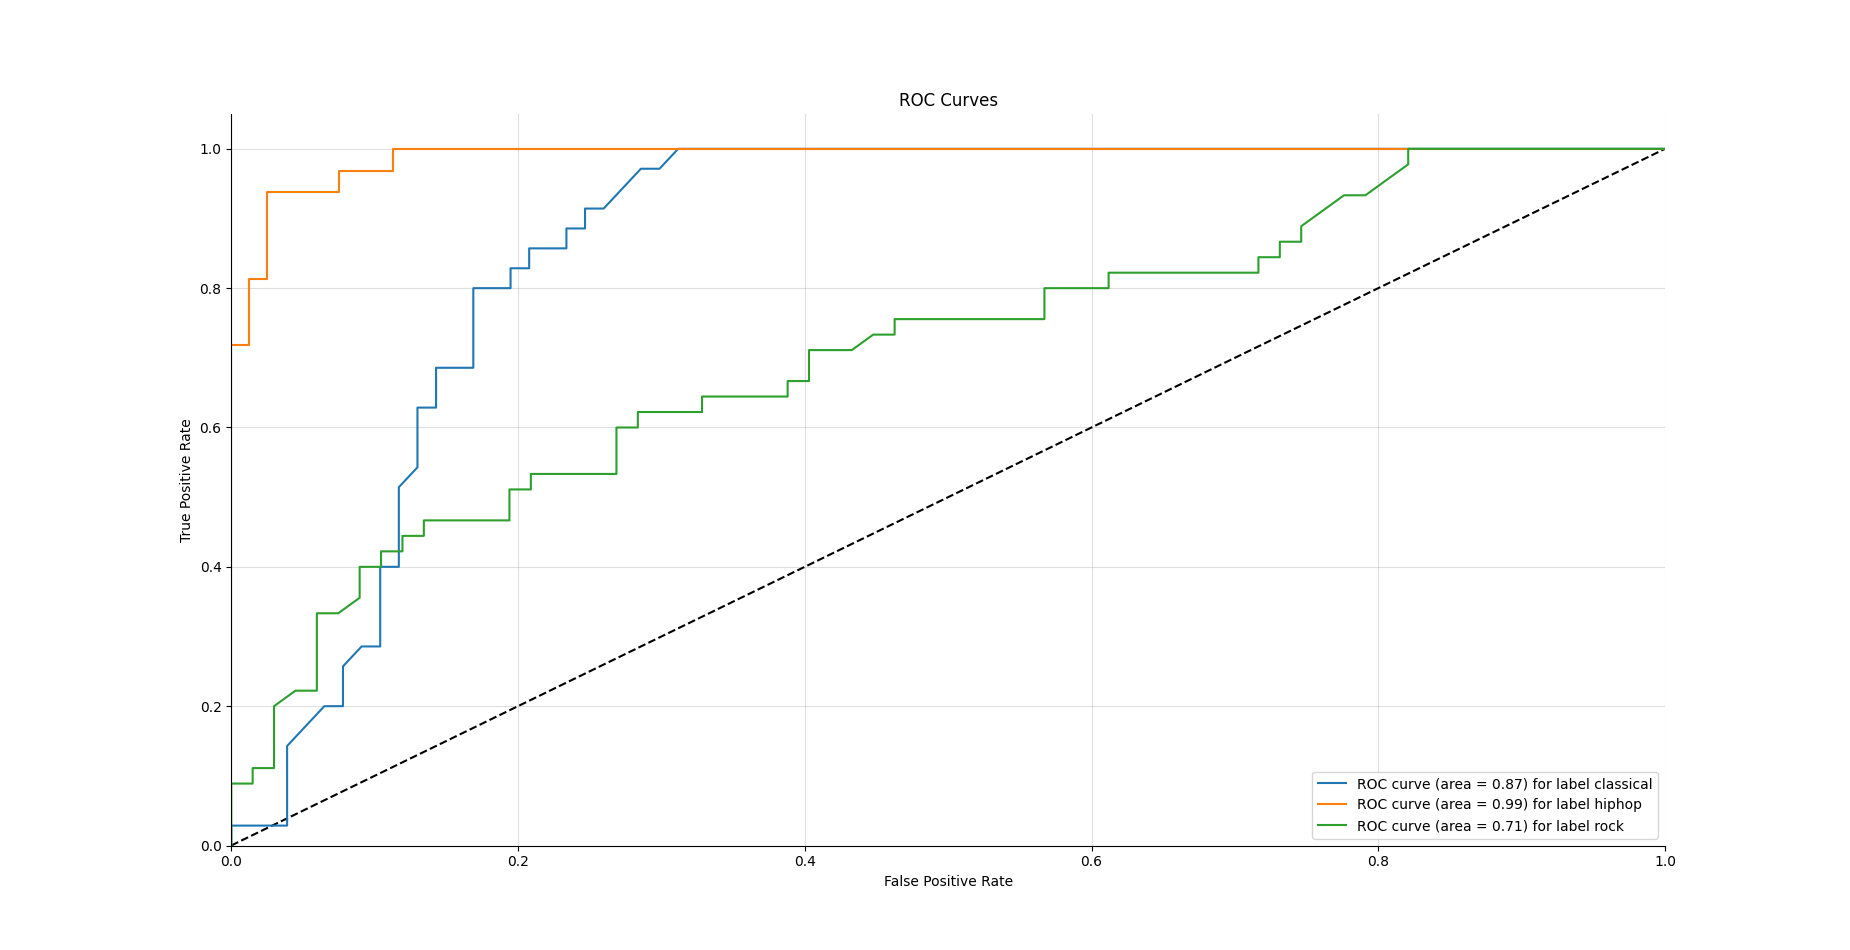 ROC Curves
True Positive Rate
1.0
0.8
0.6
0.4
0.2
0.0
0.0 0.2 0.4 0.6 0.8 1.0
False Positive Rate
ROC curve (area = 0.87) for label classical
ROC curve (area = 0.99) for label hiphop
ROC curve (area = 0.71) for label rock